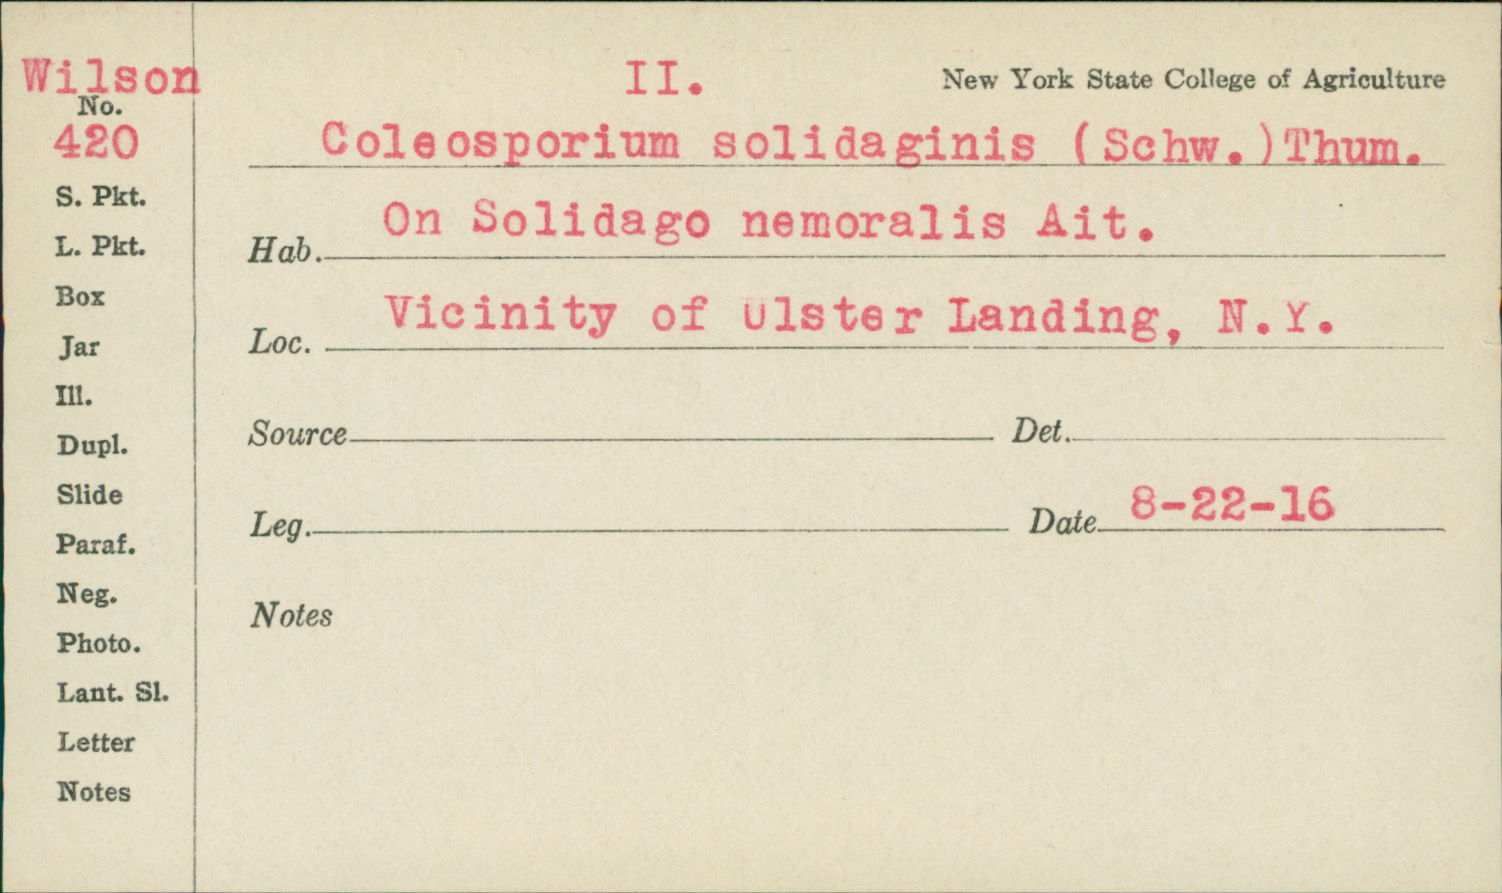 Wilson
No.
420
S. Pkt.
L. Pkt.
Box
Jar
Ill.
Dupl.
Slide
Paraf.
Neg.
Photo.
Lant. Sl.
Letter
Notes
II.
New York State College of Agriculture
Coleosporium solidaginis (Schw.)Thum.
Hab. On Solidago nemoralis Ait.
Loc. Vicinity of Ulster Landing, N.Y.
Source Det.
Leg. Date 8-22-16
Notes